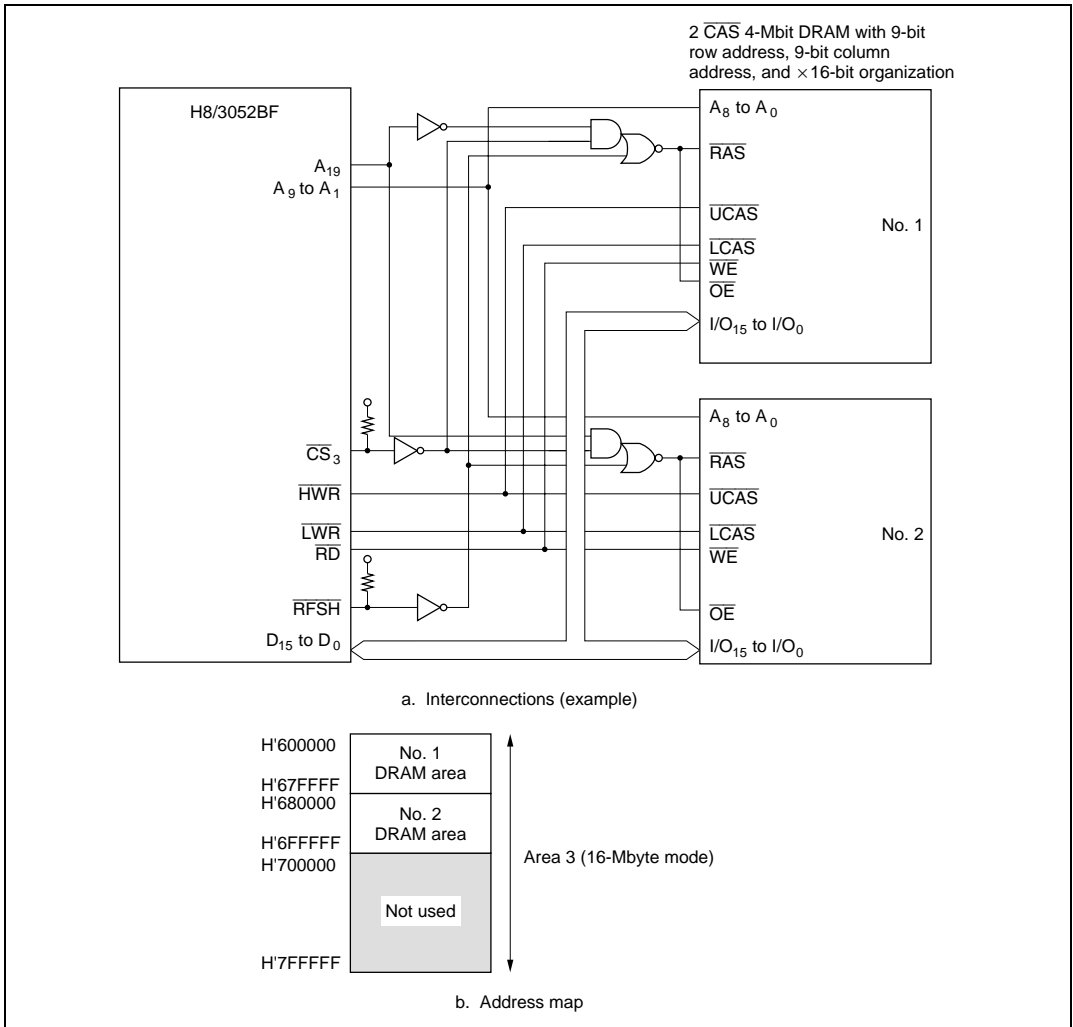 2 CAS 4-Mbit DRAM with 9-bit
row address, 9-bit column
address, and ×16-bit organization
H8/3052BF
A19
A9 to A1
CS3
HWR
LWR
RD
RFSH
D15 to D0
A8 to A0
RAS
UCAS
No. 1
LCAS
WE
OE
I/O15 to I/O0
A8 to A0
RAS
UCAS
LCAS
No. 2
WE
OE
I/O15 to I/O0
a. Interconnections (example)
H'600000
No. 1
DRAM area
H'67FFFF
H'680000
No. 2
DRAM area
H'6FFFFF
H'700000
Area 3 (16-Mbyte mode)
Not used
H'7FFFFF
b. Address map